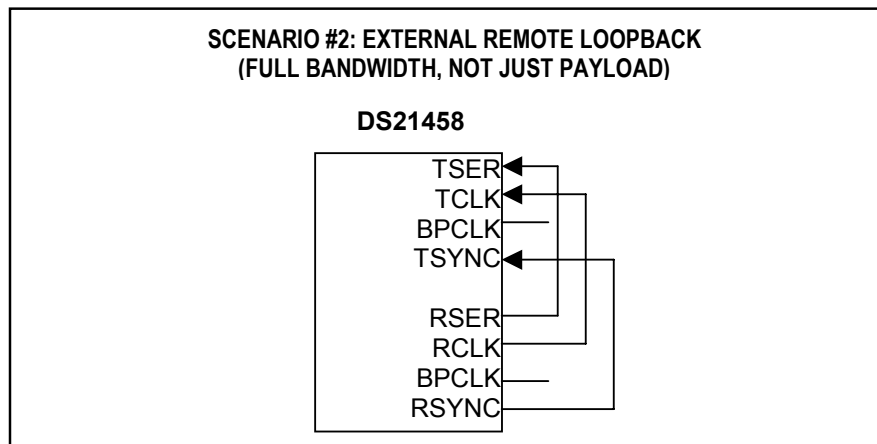 SCENARIO #2: EXTERNAL REMOTE LOOPBACK
(FULL BANDWIDTH, NOT JUST PAYLOAD)
DS21458
TSER
TCLK
BPCLK
TSYNC
RSER
RCLK
BPCLK
RSYNC